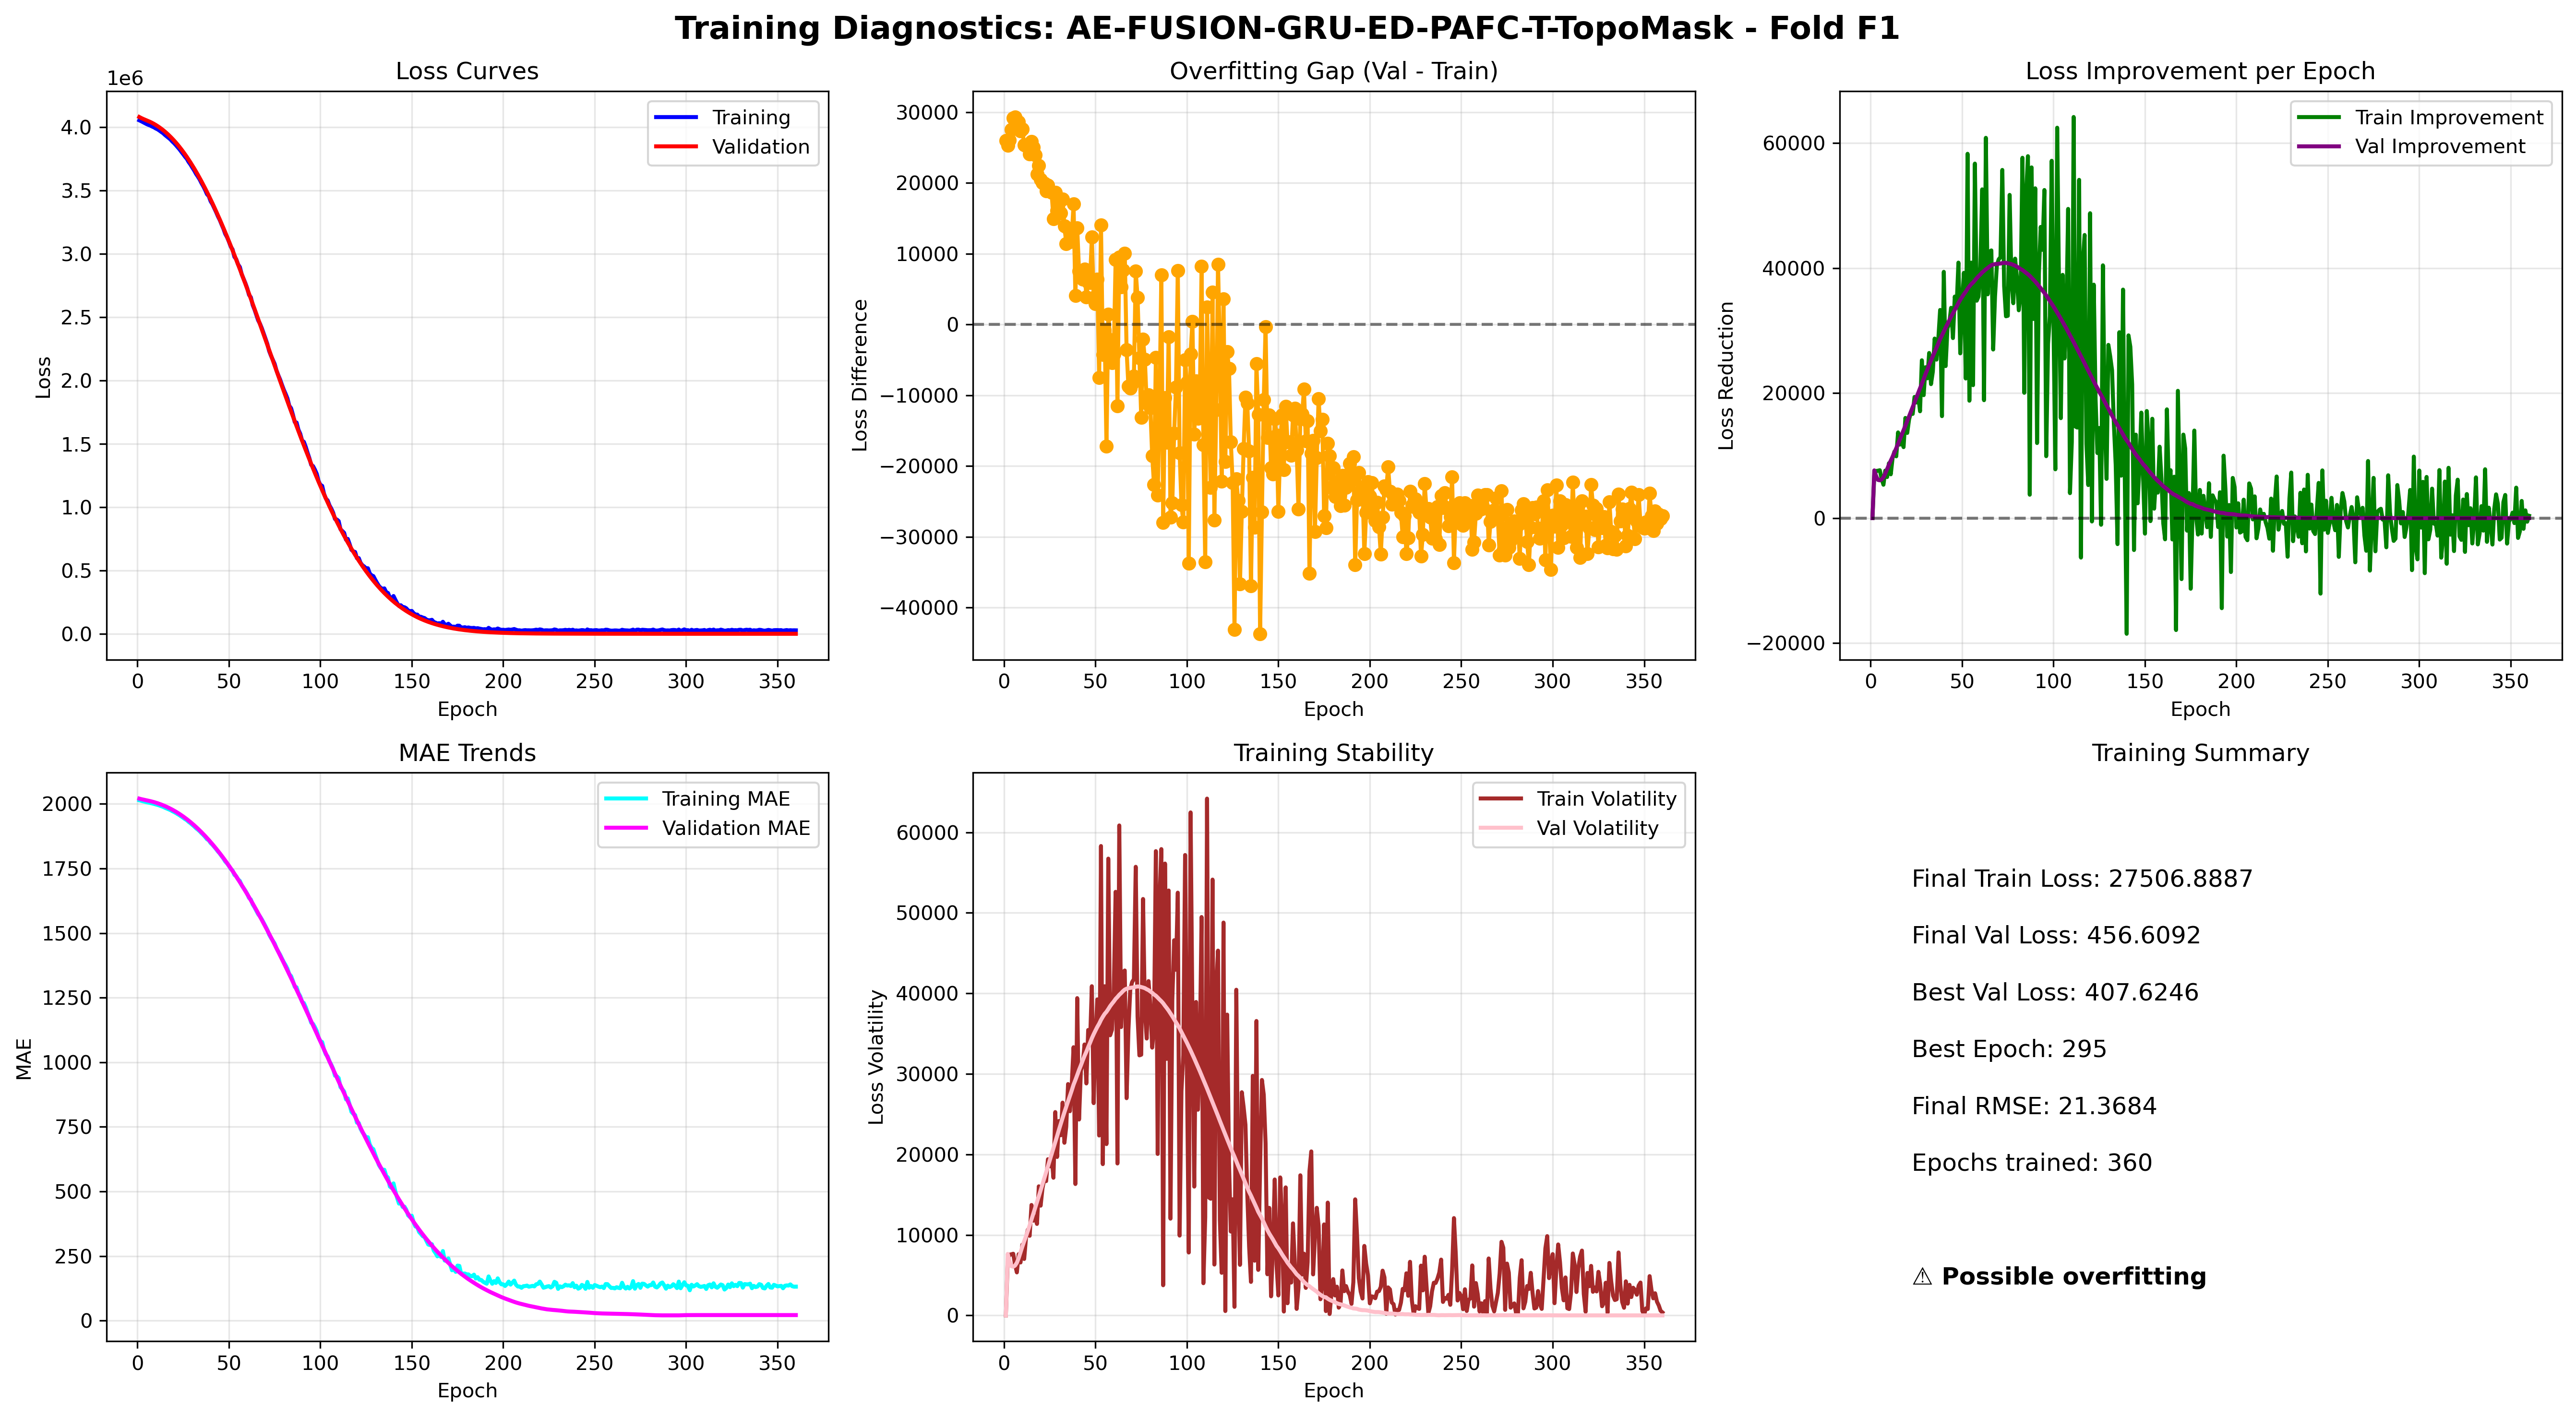 Training Diagnostics: AE-FUSION-GRU-ED-PAFC-T-TopoMask - Fold F1
Loss Curves
1e6
Training
Validation
4.0
3.5
3.0
2.5
2.0
1.5
1.0
0.5
0.0
Loss
0 50 100 150 200 250 300 350
Epoch
Overfitting Gap (Val - Train)
30000
20000
10000
0
−10000
−20000
−30000
−40000
Loss Difference
0 50 100 150 200 250 300 350
Epoch
Loss Improvement per Epoch
Train Improvement
Val Improvement
60000
40000
20000
0
−20000
Loss Reduction
0 50 100 150 200 250 300 350
Epoch
MAE Trends
Training MAE
Validation MAE
2000
1750
1500
1250
1000
750
500
250
0
MAE
0 50 100 150 200 250 300 350
Epoch
Training Stability
Train Volatility
Val Volatility
60000
50000
40000
30000
20000
10000
0
Loss Volatility
0 50 100 150 200 250 300 350
Epoch
Training Summary
Final Train Loss: 27506.8887
Final Val Loss: 456.6092
Best Val Loss: 407.6246
Best Epoch: 295
Final RMSE: 21.3684
Epochs trained: 360
⚠ Possible overfitting